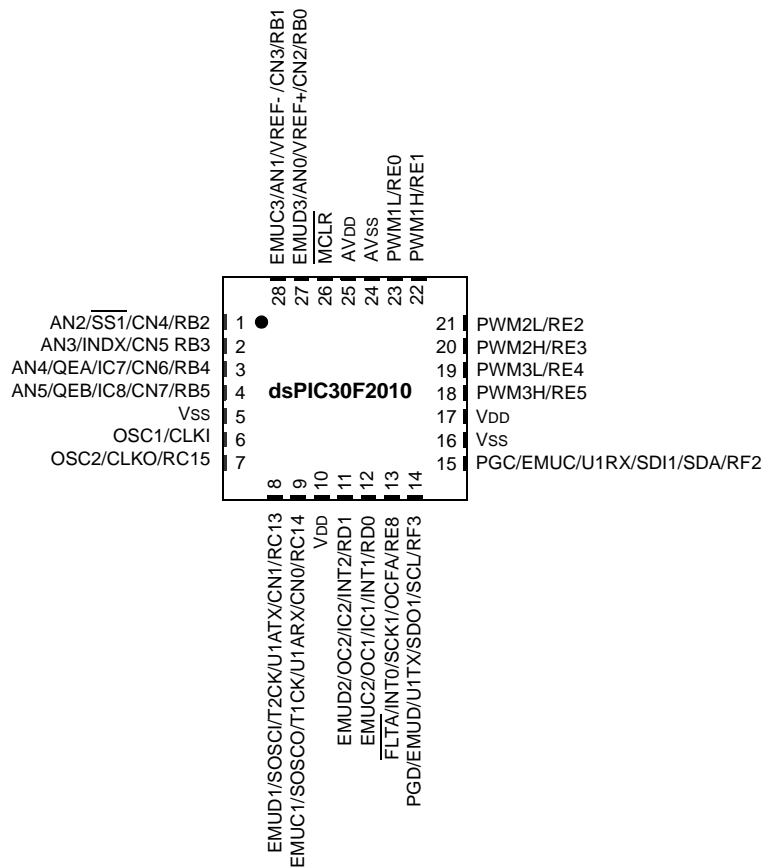 EMUC3/AN1/VREF- /CN3/RB1
EMUD3/AN0/VREF+/CN2/RB0
MCLR
AVDD
AVSS
PWM1L/RE0
PWM1H/RE1
28 27 26 25 24 23 22
AN2/SS1/CN4/RB2 1
AN3/INDX/CN5 RB3 2
AN4/QEA/IC7/CN6/RB4 3
AN5/QEB/IC8/CN7/RB5 4
VSS 5
OSC1/CLKI 6
OSC2/CLKO/RC15 7
dsPIC30F2010
21 PWM2L/RE2
20 PWM2H/RE3
19 PWM3L/RE4
18 PWM3H/RE5
17 VDD
16 VSS
15 PGC/EMUC/U1RX/SDI1/SDA/RF2
8 9 10 11 12 13 14
EMUD1/SOSCI/T2CK/U1ATX/CN1/RC13
EMUC1/SOSCO/T1CK/U1ARX/CN0/RC14
VDD
EMUD2/OC2/IC2/INT2/RD1
EMUC2/OC1/IC1/INT1/RD0
FLTA/INT0/SCK1/OCFA/RE8
PGD/EMUD/U1TX/SDO1/SCL/RF3